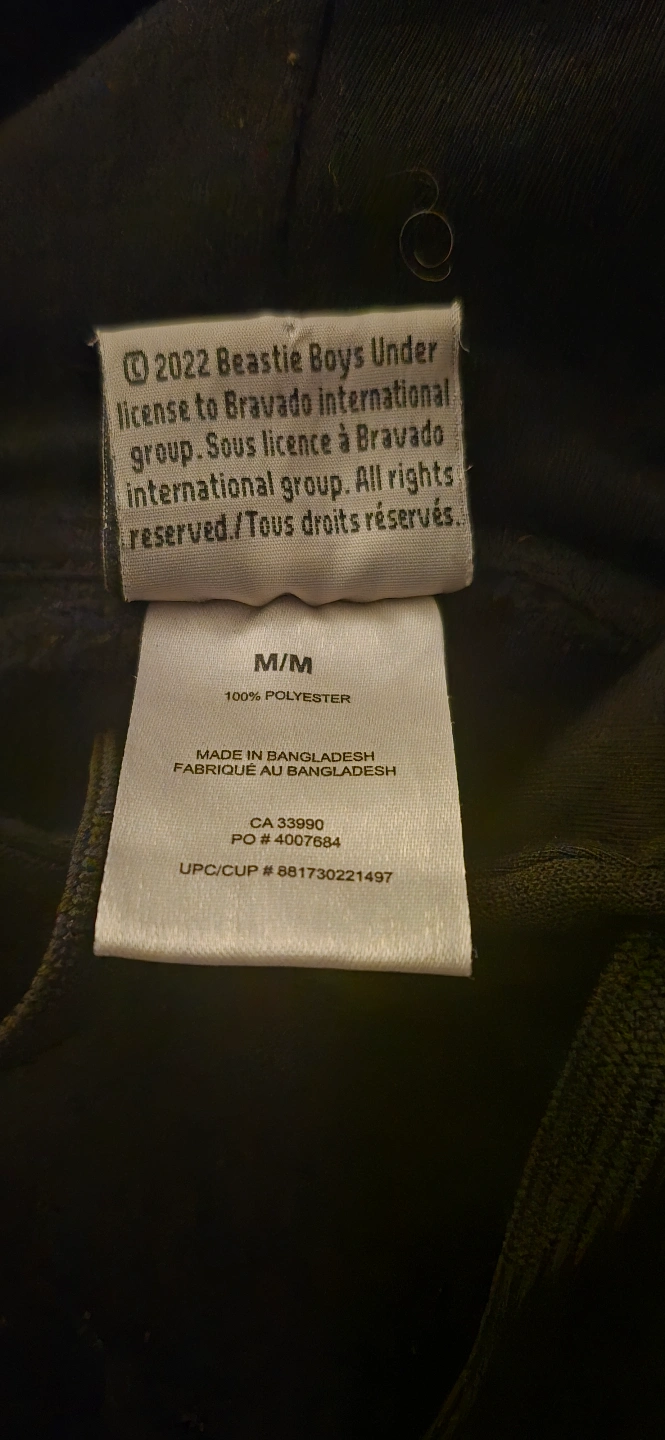 © 2022 Beastie Boys Under
license to Bravado international
group. Sous licence à Bravado
international group. All rights
reserved./Tous droits réservés.
M/M
100% POLYESTER
MADE IN BANGLADESH
FABRIQUÉ AU BANGLADESH
CA 33990
PO # 4007684
UPC/CUP # 881730221497